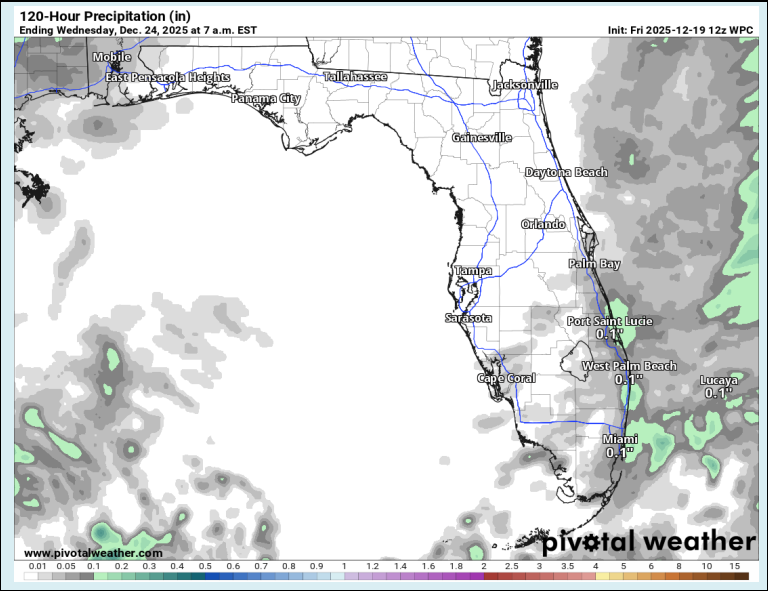 120-Hour Precipitation (in)
Ending Wednesday, Dec. 24, 2025 at 7 a.m. EST
Init: Fri 2025-12-19 12z WPC
Mobile
East Pensacola Heights
Tallahassee
Jacksonville
Panama City
Gainesville
Daytona Beach
Orlando
Palm Bay
Tampa
Sarasota
Port Saint Lucie
0.1"
West Palm Beach
0.1"
Cape Coral
Lucaya
0.1"
Miami
0.1"
pivotal weather
www.pivotalweather.com
0.01 0.05 0.1 0.2 0.3 0.4 0.5 0.6 0.7 0.8 0.9 1 1.2 1.4 1.6 1.8 2 2.5 3 3.5 4 5 6 8 10 15